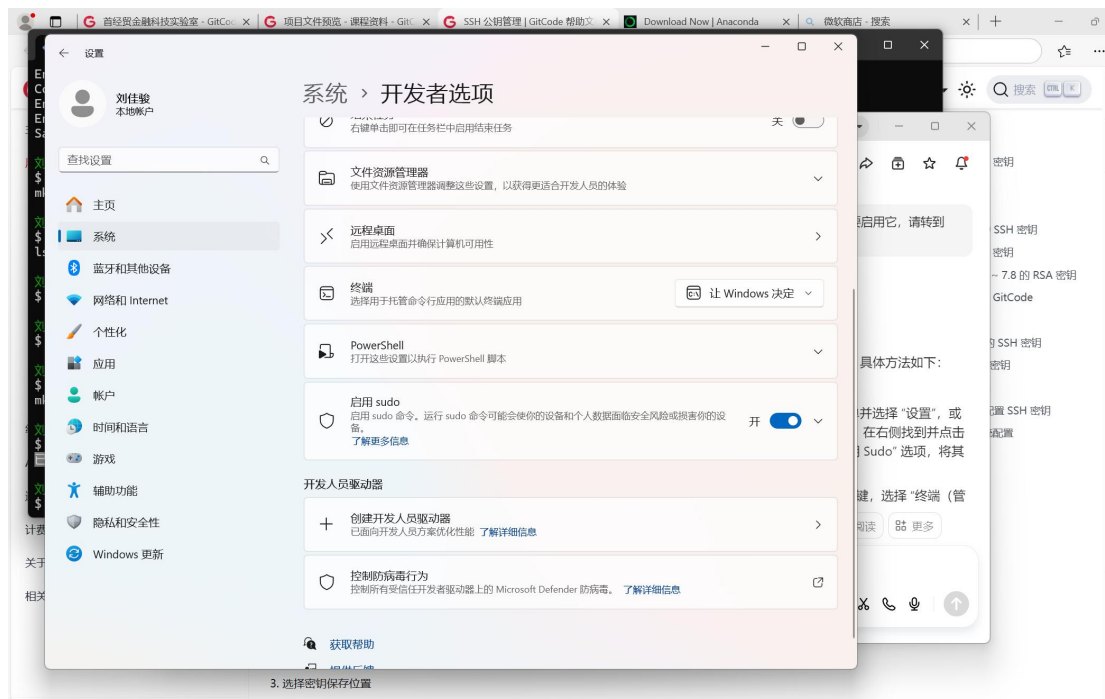 首经贸金融科技实验室 - GitCod
项目文件预览 - 课程资料 - GitC
SSH 公钥管理 | GitCode 帮助文
Download Now | Anaconda
微软商店 - 搜索
设置
刘佳骏
本地帐户
查找设置
主页
系统
蓝牙和其他设备
网络和 Internet
个性化
应用
帐户
时间和语言
游戏
辅助功能
隐私和安全性
Windows 更新
系统 › 开发者选项
右键单击即可在任务栏中启用结束任务
关
文件资源管理器
使用文件资源管理器调整这些设置，以获得更适合开发人员的体验
远程桌面
启用远程桌面并确保计算机可用性
终端
选择用于托管命令行应用的默认终端应用
让 Windows 决定
PowerShell
打开这些设置以执行 PowerShell 脚本
启用 sudo
启用 sudo 命令。运行 sudo 命令可能会使你的设备和个人数据面临安全风险或损害你的设
备。
了解更多信息
开
开发人员驱动器
创建开发人员驱动器
已面向开发人员方案优化性能 了解详细信息
控制防病毒行为
控制所有受信任开发者驱动器上的 Microsoft Defender 防病毒。 了解详细信息
获取帮助
搜索 CTRL K
启用它，请转到
具体方法如下：
并选择 “设置”，或
在右侧找到并点击
Sudo” 选项，将其
键，选择 “终端（管
阅读
更多
密钥
SSH 密钥
密钥
~ 7.8 的 RSA 密钥
GitCode
SSH 密钥
密钥
配置 SSH 密钥
配置
计费
关于
相关
3. 选择密钥保存位置